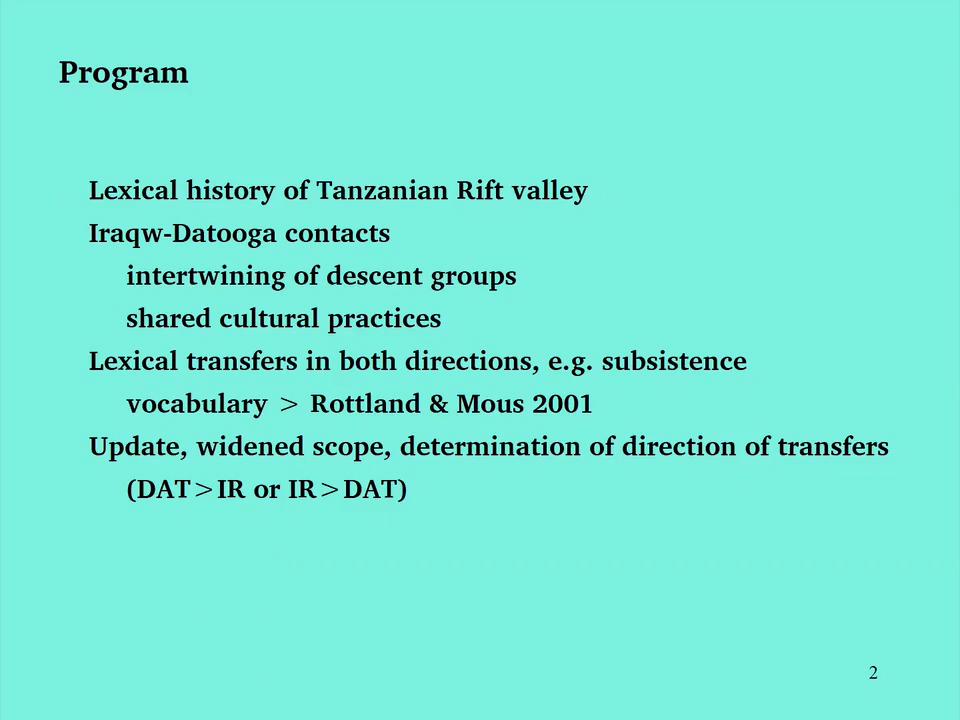 Program
Lexical history of Tanzanian Rift valley
Iraqw-Datooga contacts
intertwining of descent groups
shared cultural practices
Lexical transfers in both directions, e.g. subsistence
vocabulary > Rottland & Mous 2001
Update, widened scope, determination of direction of transfers
(DAT>IR or IR>DAT)
2